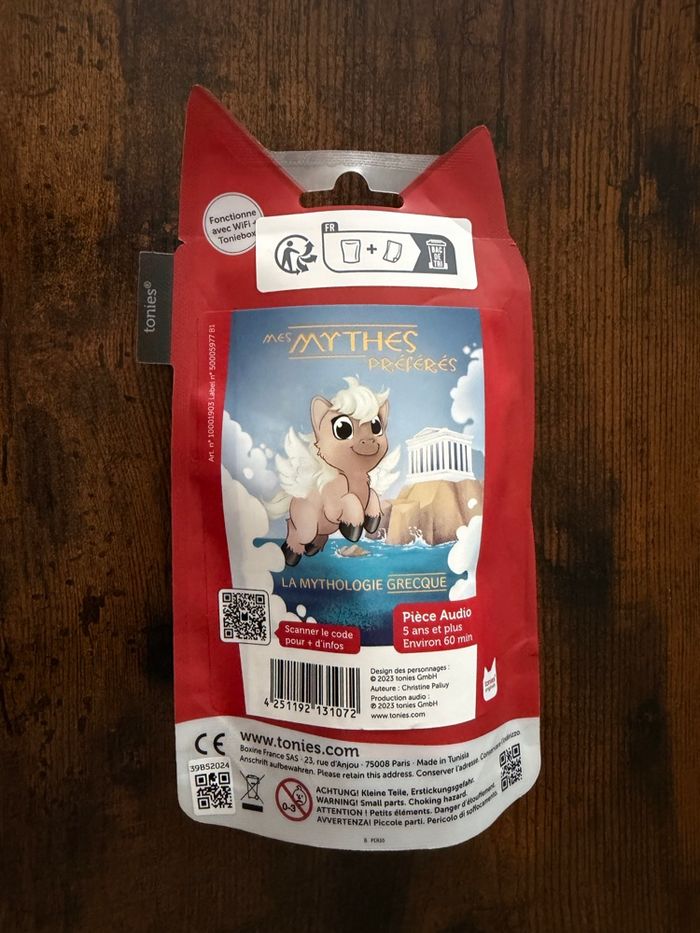 Fonctionne
avec WiFi +
Toniebox
FR
+
BAC
DE
TRI
tonies®
Art. n° 10001903 Label n° 50005977 B1
MES MYTHES
PRÉFÉRÉS
LA MYTHOLOGIE GRECQUE
Scanner le code
pour + d'infos
Pièce Audio
5 ans et plus
Environ 60 min
4 251192 131072
Design des personnages :
© 2023 tonies GmbH
Auteure : Christine Palluy
Production audio :
℗ 2023 tonies GmbH
www.tonies.com
tonies
originals
CE
www.tonies.com
Boxine France SAS · 23, rue d'Anjou · 75008 Paris · Made in Tunisia
Anschrift aufbewahren. Please retain this address. Conserver l'adresse. Conservare l'indirizzo.
39B52024
0-3
ACHTUNG! Kleine Teile, Erstickungsgefahr.
WARNING! Small parts. Choking hazard.
ATTENTION ! Petits éléments. Danger d'étouffement.
AVVERTENZA! Piccole parti. Pericolo di soffocamento.